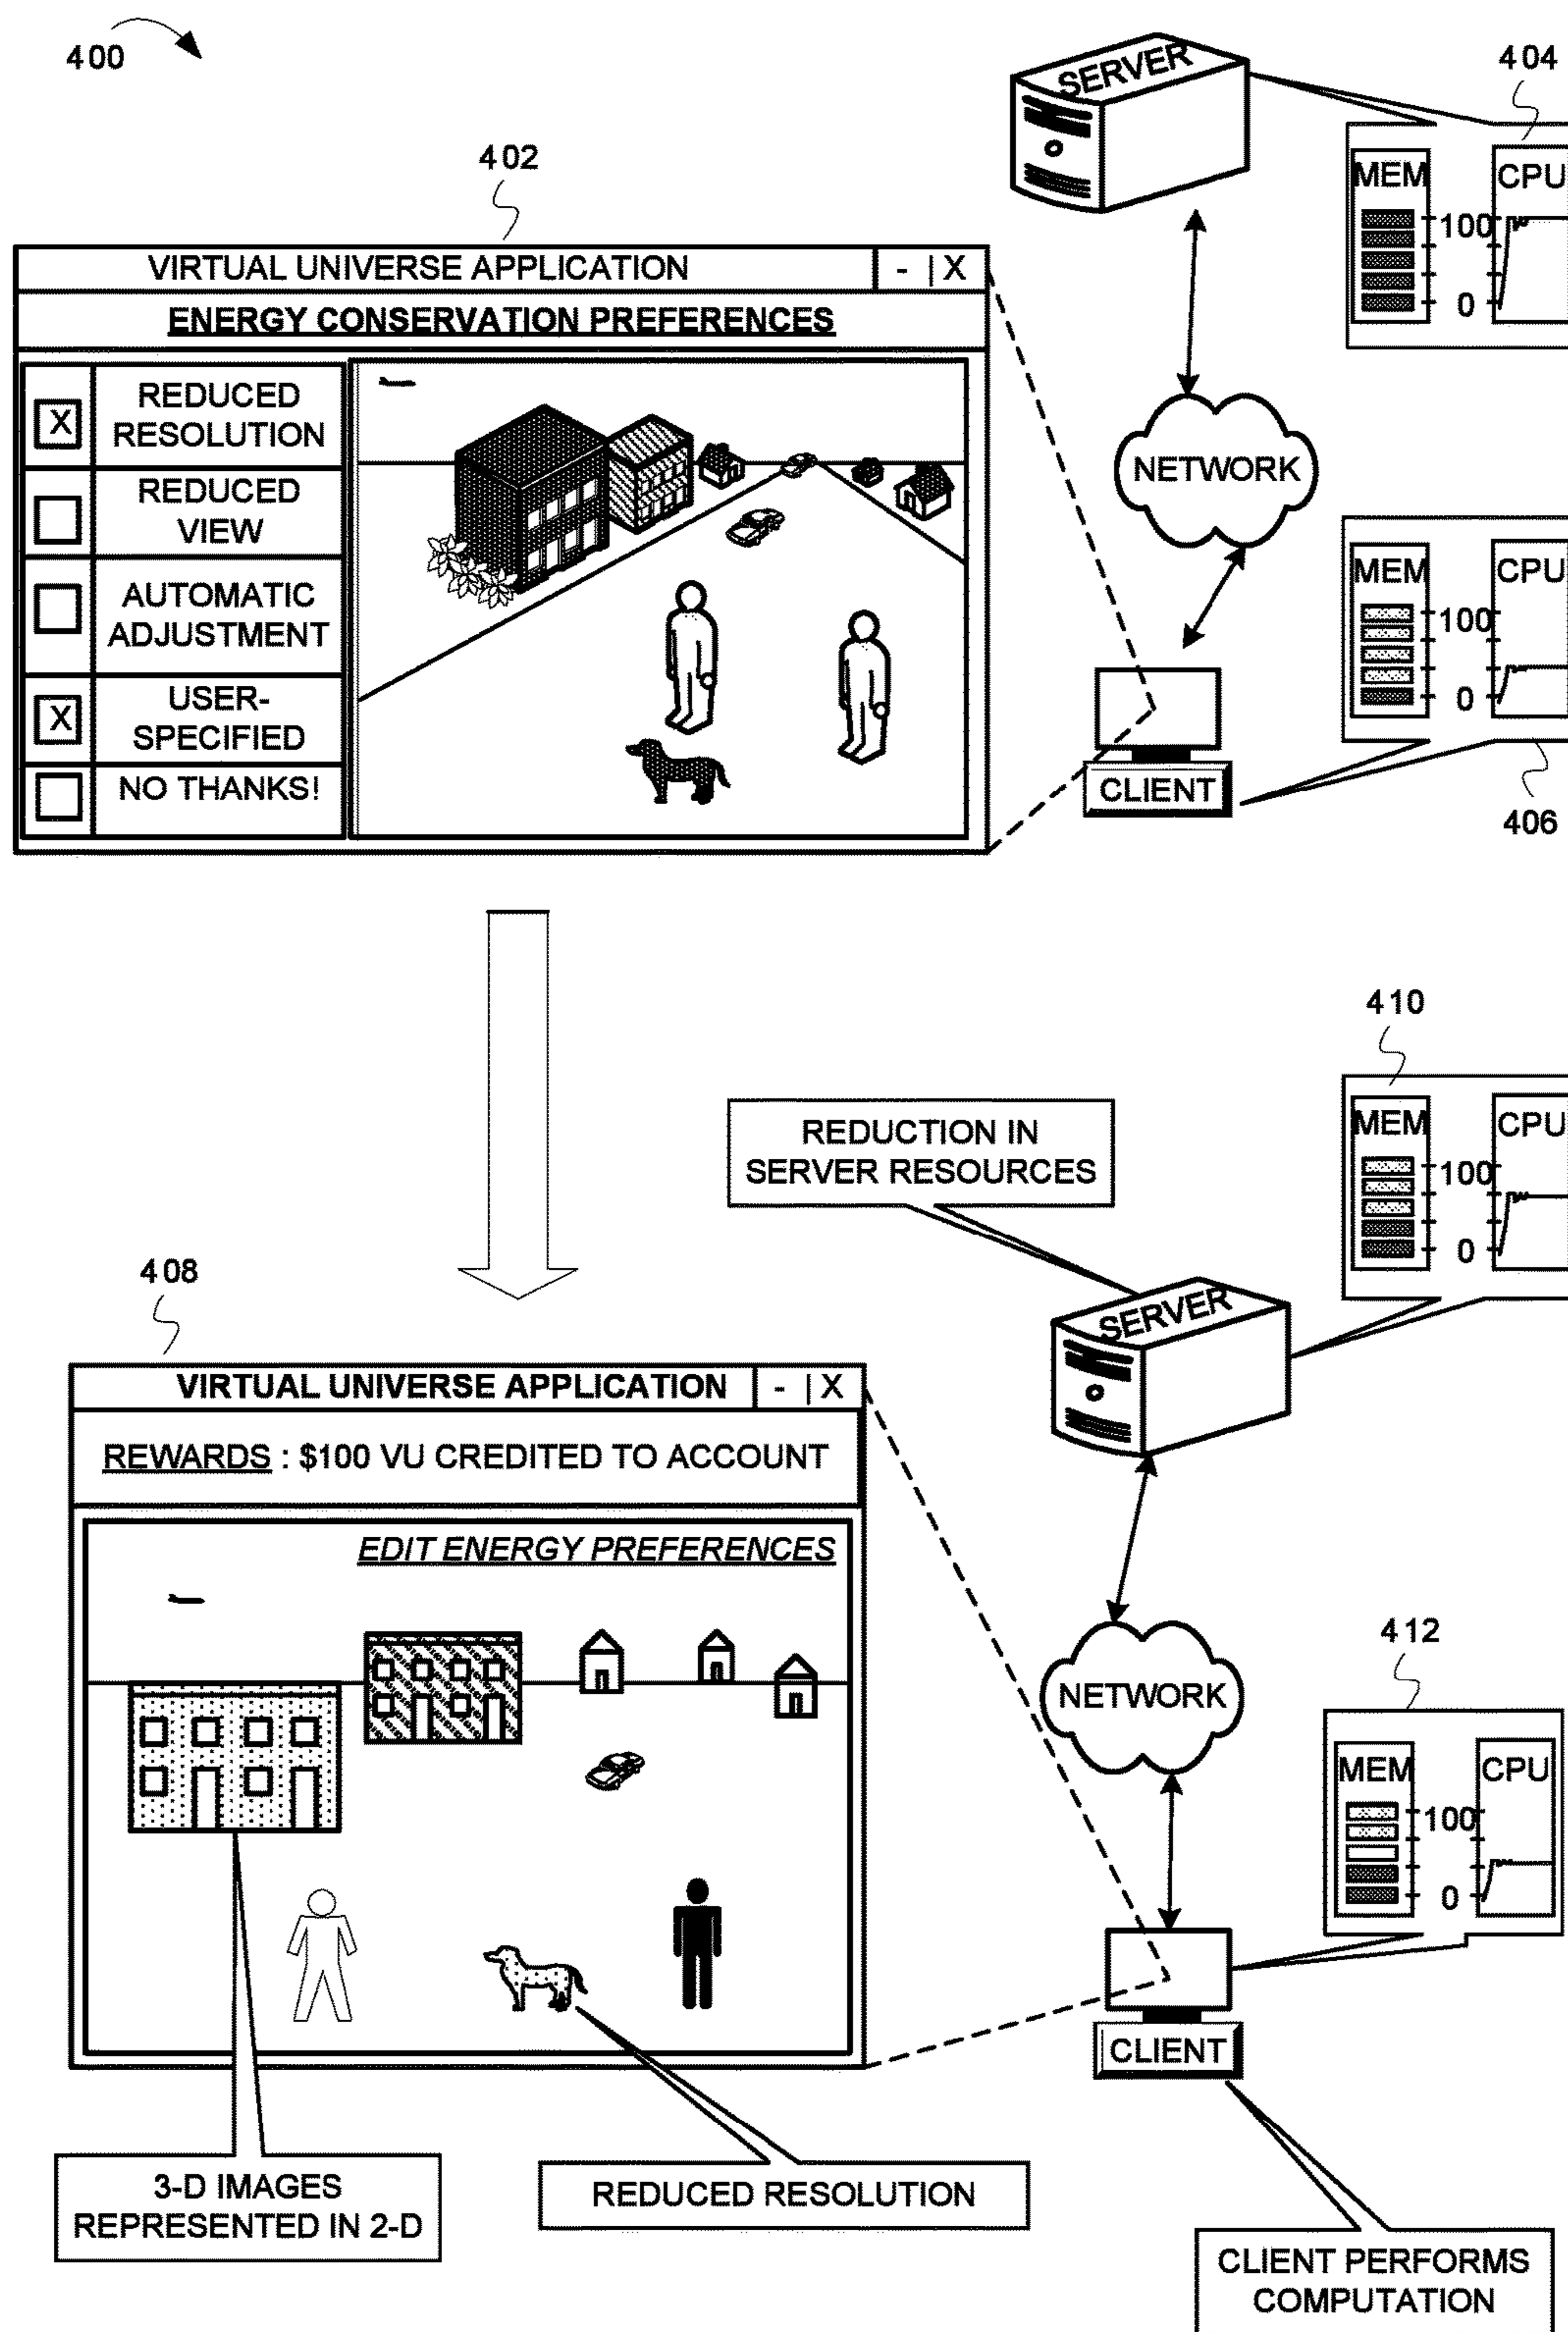 400
SERVER
404
MEM
CPU
100
0
402
VIRTUAL UNIVERSE APPLICATION
- | X
ENERGY CONSERVATION PREFERENCES
X
REDUCED
RESOLUTION
REDUCED
VIEW
AUTOMATIC
ADJUSTMENT
X
USER-
SPECIFIED
NO THANKS!
NETWORK
MEM
CPU
100
0
CLIENT
406
410
MEM
CPU
100
0
REDUCTION IN
SERVER RESOURCES
SERVER
408
VIRTUAL UNIVERSE APPLICATION
- | X
REWARDS : $100 VU CREDITED TO ACCOUNT
EDIT ENERGY PREFERENCES
NETWORK
412
MEM
CPU
100
0
CLIENT
3-D IMAGES
REPRESENTED IN 2-D
REDUCED RESOLUTION
CLIENT PERFORMS
COMPUTATION